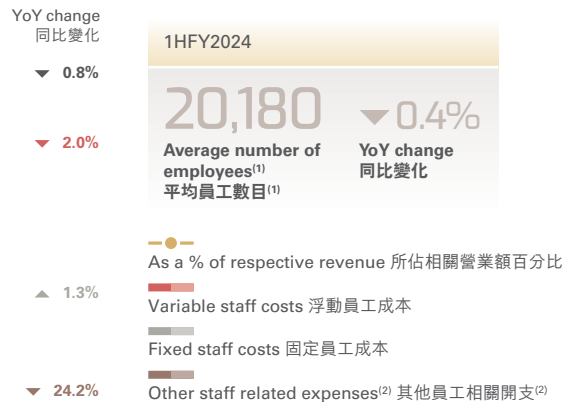 YoY change
同比變化
▼ 0.8%
▼ 2.0%
▲ 1.3%
▼ 24.2%
1HFY2024
20,180
Average number of
employees(1)
平均員工數目(1)
▼0.4%
YoY change
同比變化
As a % of respective revenue 所佔相關營業額百分比
Variable staff costs 浮動員工成本
Fixed staff costs 固定員工成本
Other staff related expenses(2) 其他員工相關開支(2)